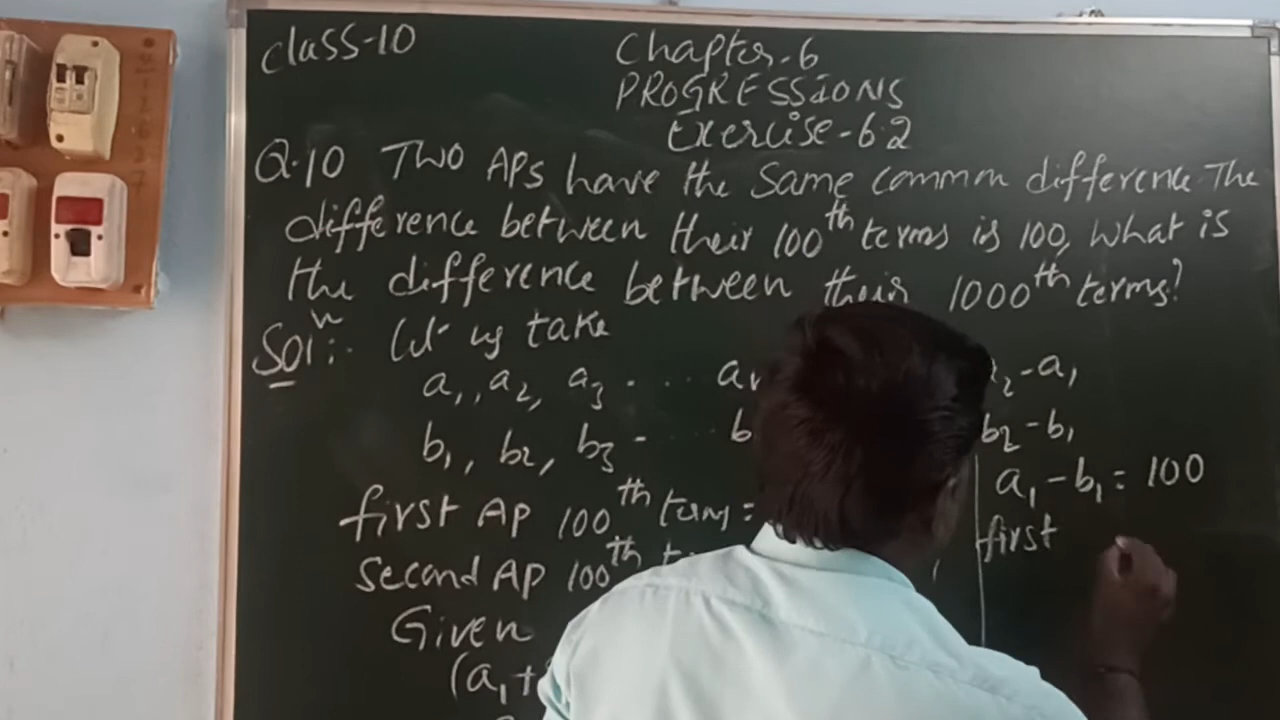 Class-10
Chapter-6
PROGRESSIONS
Exercise-6.2
Q.10 Two APs have the same common difference The
difference between their 100th terms is 100, what is
the difference between their 1000th terms?
Soln:- Let us take
a1, a2, a3 - ... a 2-a1
b1, b2, b3 - ... b b2-b1
a1-b1 = 100
first AP 100th term =
first
second AP 100th
Given
(a1+